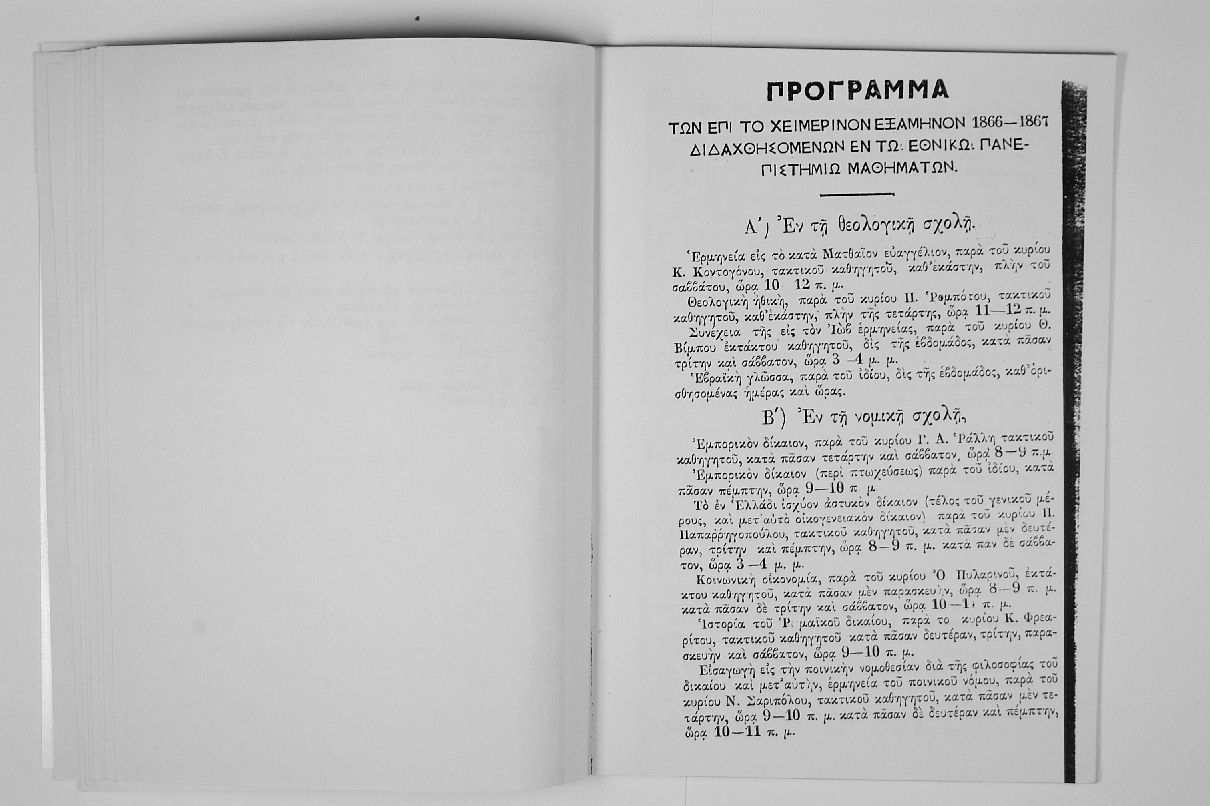 ΠΡΟΓΡΑΜΜΑ
ΤΩΝ ΕΠΙ ΤΟ ΧΕΙΜΕΡΙΝΟΝ ΕΞΑΜΗΝΟΝ 1866—1867
ΔΙΔΑΧΘΗΣΟΜΕΝΩΝ ΕΝ ΤΩ. ΕΘΝΙΚΩ. ΠΑΝΕ-
ΠΙΣΤΗΜΙΩ ΜΑΘΗΜΑΤΩΝ.
Α') Ἐν τῇ θεολογικῇ σχολῇ.
Ἑρμηνεία εἰς τὸ κατὰ Ματθαῖον εὐαγγέλιον, παρὰ τοῦ κυρίου
Κ. Κοντογόνου, τακτικοῦ καθηγητοῦ, καθ'ἑκάστην, πλὴν τοῦ
σαββάτου, ὥρᾳ 10 12 π. μ.
Θεολογικὴ ἠθικὴ, παρὰ τοῦ κυρίου Π. Ῥομπότου, τακτικοῦ
καθηγητοῦ, καθ'ἑκάστην, πλὴν τῆς τετάρτης, ὥρᾳ 11—12 π. μ.
Συνέχεια τῆς εἰς τὸν Ἰὼβ ἑρμηνείας, παρὰ τοῦ κυρίου Θ.
Βίμπου ἐκτάκτου καθηγητοῦ, δὶς τῆς ἑβδομάδος, κατὰ πᾶσαν
τρίτην καὶ σάββατον, ὥρᾳ 3 —4 μ. μ.
Ἑβραϊκὴ γλῶσσα, παρὰ τοῦ ἰδίου, δὶς τῆς ἑβδομάδος, καθ'ὁρι-
σθησομένας ἡμέρας καὶ ὥρας.
Β') Ἐν τῇ νομικῇ σχολῇ,
Ἐμπορικὸν δίκαιον, παρὰ τοῦ κυρίου Γ. Α. Ῥάλλη τακτικοῦ
καθηγητοῦ, κατὰ πᾶσαν τετάρτην καὶ σάββατον, ὥρᾳ 8—9 π.μ
Ἐμπορικὸν δίκαιον (περὶ πτωχεύσεως) παρὰ τοῦ ἰδίου, κατὰ
πᾶσαν πέμπτην, ὥρᾳ 9—10 π μ
Τὸ ἐν Ἑλλάδι ἰσχῦον ἀστυκὸν δίκαιον (τέλος τοῦ γενικοῦ μέ-
ρους, καὶ μετ'αὐτὸ οἰκογενειακὸν δίκαιον) παρὰ τοῦ κυρίου Π.
Παπαῤῥηγοπούλου, τακτικοῦ καθηγητοῦ, κατὰ πᾶσαν μὲν δευτέ-
ραν, τρίτην καὶ πέμπτην, ὥρᾳ 8—9 π. μ. κατὰ πᾶν δὲ σάββα-
τον, ὥρᾳ 3 —4 μ. μ.
Κοινωνικὴ οἰκονομία, παρὰ τοῦ κυρίου Ὀ. Πυλαρινοῦ, ἐκτά-
κτου καθηγητοῦ, κατὰ πᾶσαν μὲν παρασκευὴν, ὥρᾳ 8—9 π. μ.
κατὰ πᾶσαν δὲ τρίτην καὶ σάββατον, ὥρᾳ π. μ.
Ἱστορία τοῦ δικαίου, παρὰ το κυρίου Κ. Φρεα-
ρίτου, τακτικοῦ καθηγητοῦ κατὰ πᾶσαν δευτέραν, τρίτην, παρα-
σκευὴν καὶ σάββατον, ὥρᾳ 9—10 π. μ.
Εἰσαγωγὴ εἰς τὴν ποινικὴν νομοθεσίαν διὰ τῆς φιλοσοφίας τοῦ
δικαίου καὶ μετ'αὐτὴν, ἑρμηνεία τοῦ ποινικοῦ νόμου, παρὰ τοῦ
κυρίου Ν. Σαριπόλου, τακτικοῦ καθηγητοῦ, κατὰ πᾶσαν μὲν τε-
τάρτην, ὥρᾳ 9—10 π. μ. κατὰ πᾶσαν δὲ δευτέραν καὶ πέμπτην,
ὥρᾳ 10—11 π. μ.